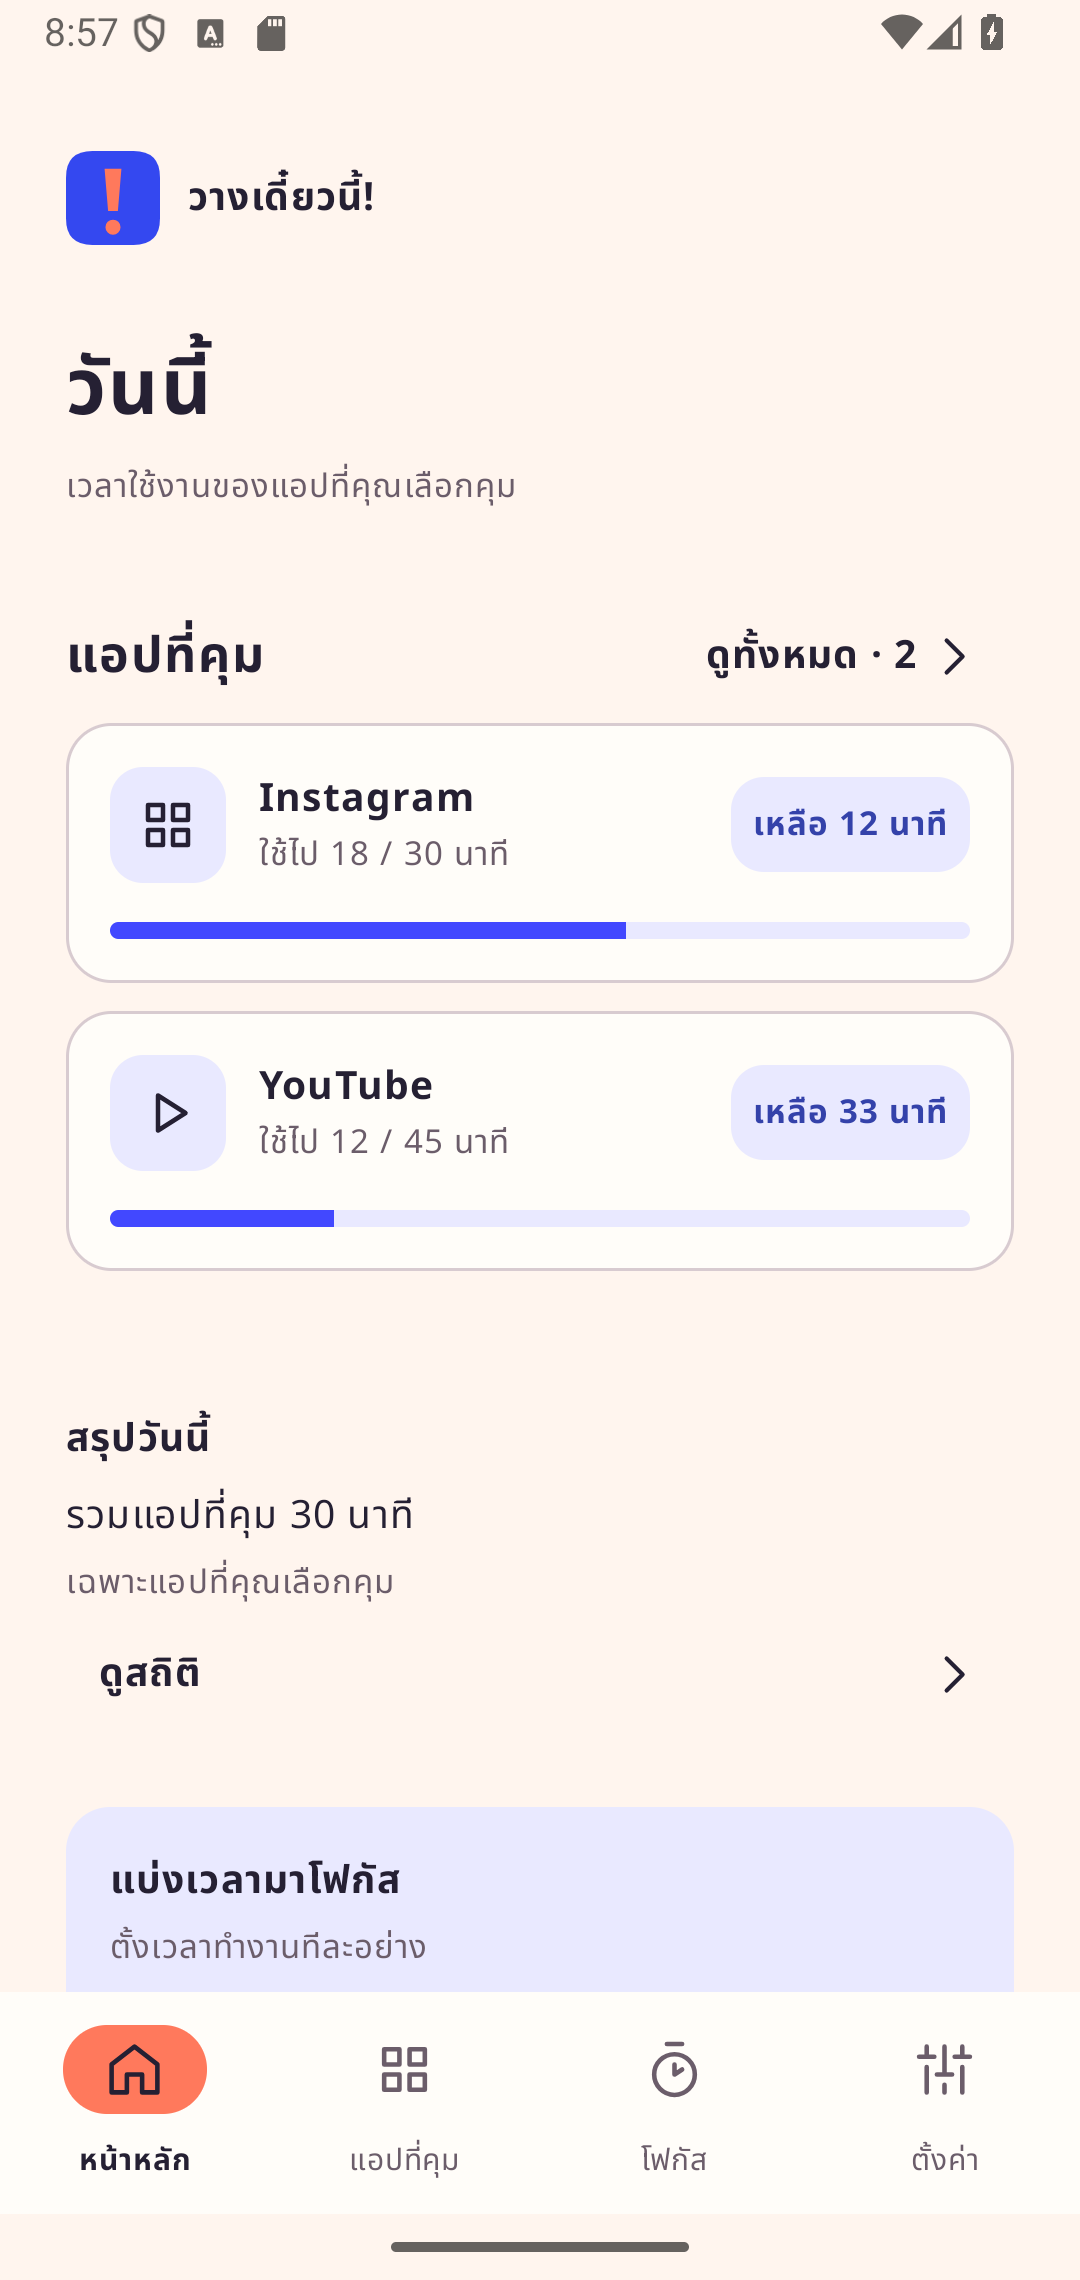 8:57
วางเดี๋ยวนี้!
วันนี้
เวลาใช้งานของแอปที่คุณเลือกคุม
แอปที่คุม
ดูทั้งหมด · 2
Instagram
ใช้ไป 18 / 30 นาที
เหลือ 12 นาที
YouTube
ใช้ไป 12 / 45 นาที
เหลือ 33 นาที
สรุปวันนี้
รวมแอปที่คุม 30 นาที
เฉพาะแอปที่คุณเลือกคุม
ดูสถิติ
แบ่งเวลามาโฟกัส
ตั้งเวลาทำงานทีละอย่าง
หน้าหลัก
แอปที่คุม
โฟกัส
ตั้งค่า